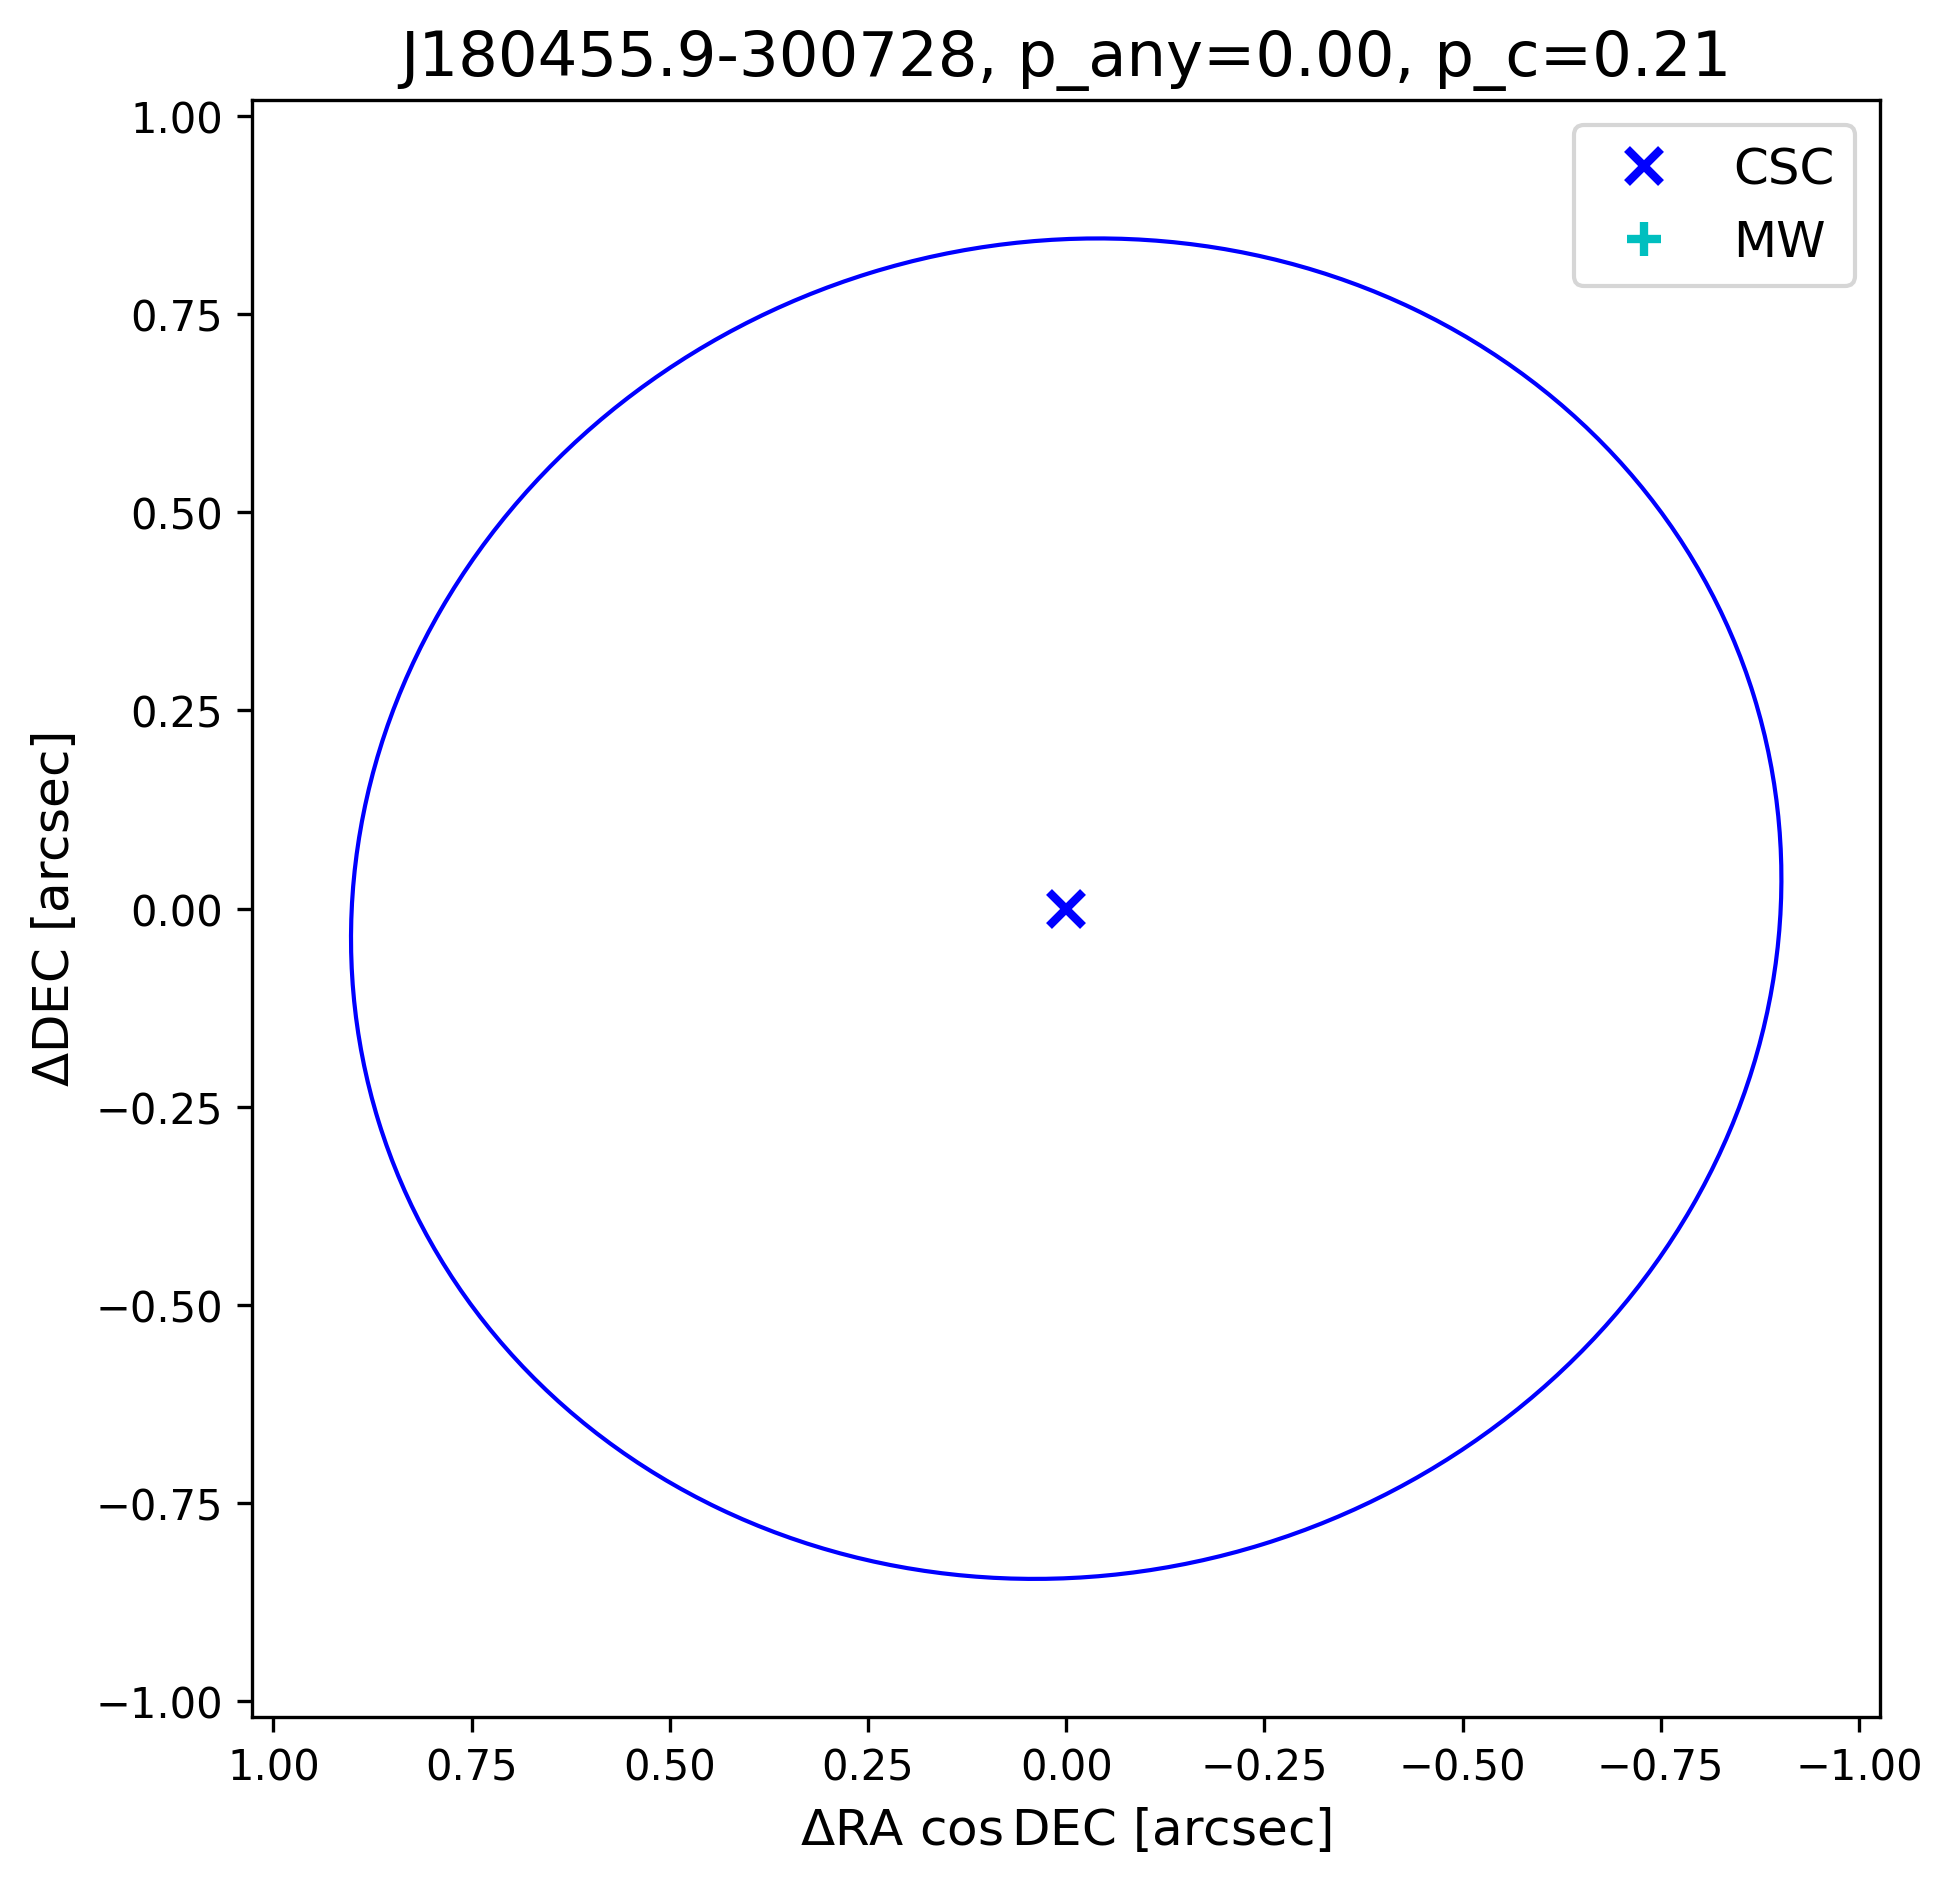 J180455.9-300728, p_any=0.00, p_c=0.21
CSC
MW
1.00
0.75
0.50
0.25
0.00
−0.25
−0.50
−0.75
−1.00
ΔDEC [arcsec]
1.00 0.75 0.50 0.25 0.00 −0.25 −0.50 −0.75 −1.00
ΔRA cos DEC [arcsec]